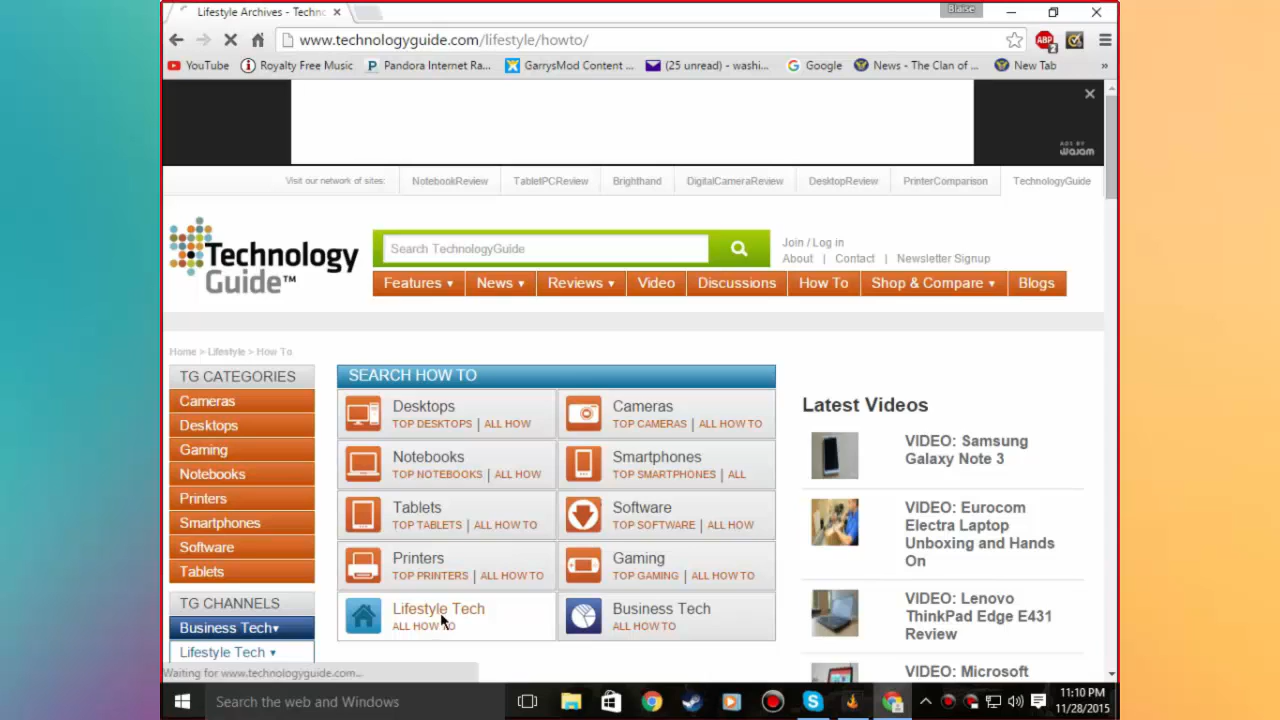 Lifestyle Archives - Techno
Blaise
www.technologyguide.com/lifestyle/howto/
ABP
2
YouTube
Royalty Free Music
Pandora Internet Ra...
GarrysMod Content ...
(25 unread) - washi...
Google
News - The Clan of ...
New Tab
»
ADS BY
wajam
Visit our network of sites:
NotebookReview
TabletPCReview
Brighthand
DigitalCameraReview
DesktopReview
PrinterComparison
TechnologyGuide
Technology
Guide™
Search TechnologyGuide
Join / Log in
About | Contact | Newsletter Signup
Features ▾
News ▾
Reviews ▾
Video
Discussions
How To
Shop & Compare ▾
Blogs
Home > Lifestyle > How To
TG CATEGORIES
Cameras
Desktops
Gaming
Notebooks
Printers
Smartphones
Software
Tablets
TG CHANNELS
Business Tech▾
Lifestyle Tech ▾
SEARCH HOW TO
Desktops
TOP DESKTOPS | ALL HOW
Cameras
TOP CAMERAS | ALL HOW TO
Notebooks
TOP NOTEBOOKS | ALL HOW
Smartphones
TOP SMARTPHONES | ALL
Tablets
TOP TABLETS | ALL HOW TO
Software
TOP SOFTWARE | ALL HOW
Printers
TOP PRINTERS | ALL HOW TO
Gaming
TOP GAMING | ALL HOW TO
Lifestyle Tech
ALL HOW TO
Business Tech
ALL HOW TO
Latest Videos
VIDEO: Samsung
Galaxy Note 3
VIDEO: Eurocom
Electra Laptop
Unboxing and Hands
On
VIDEO: Lenovo
ThinkPad Edge E431
Review
VIDEO: Microsoft
Waiting for www.technologyguide.com...
Search the web and Windows
11:10 PM
11/28/2015